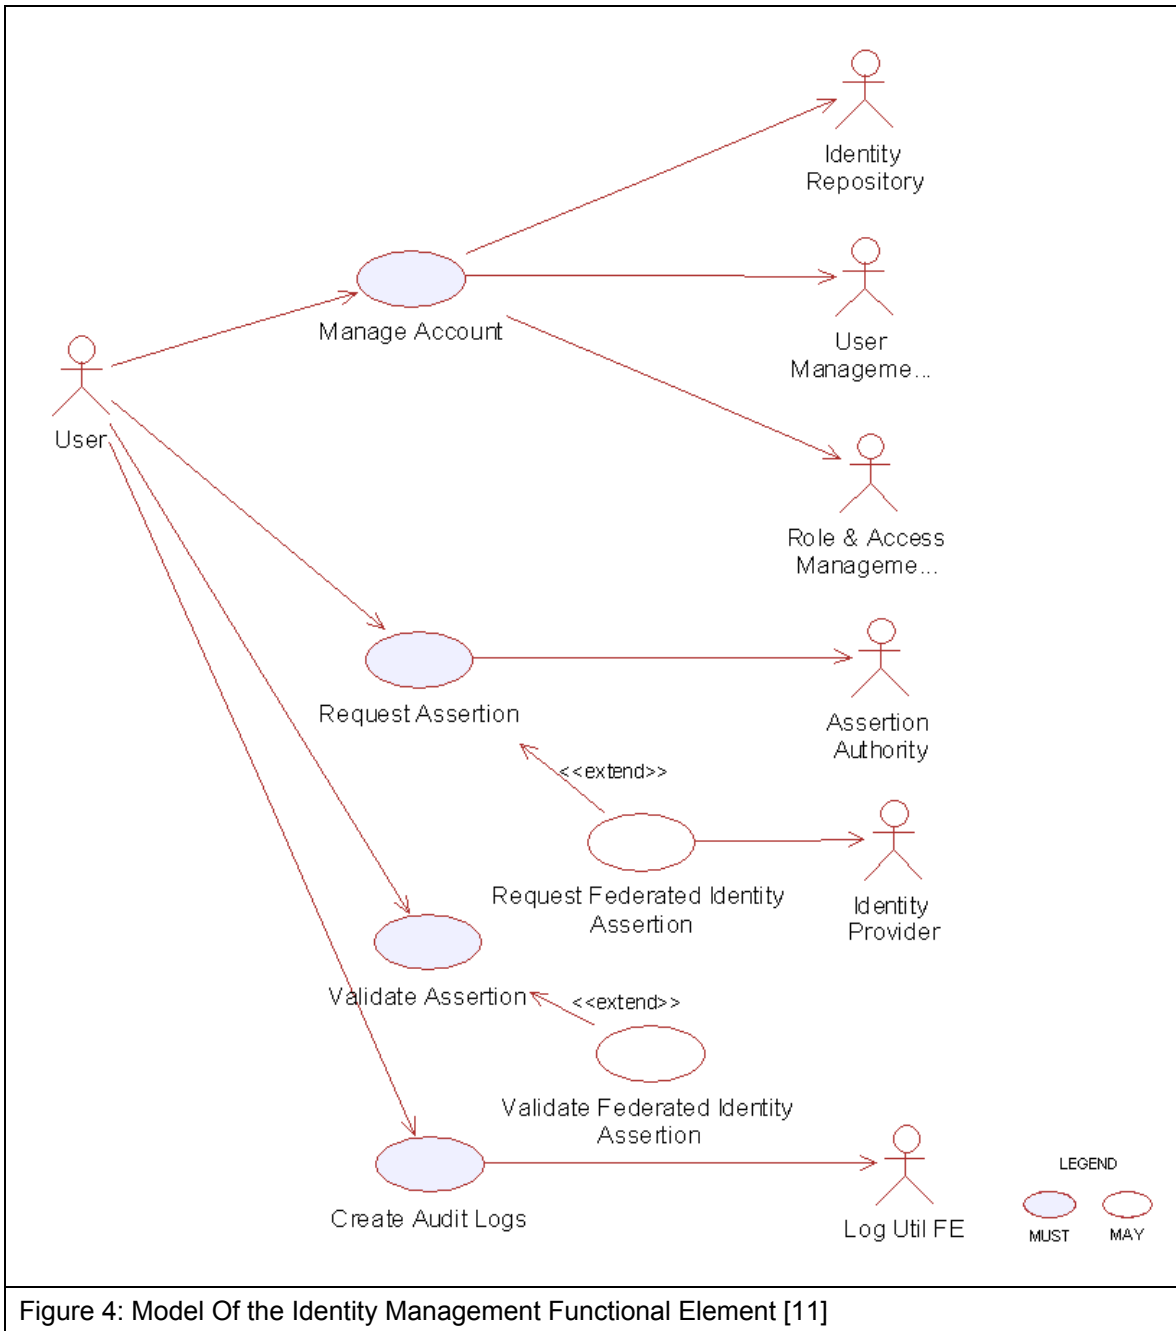 Identity
Repository
Manage Account
User
Manageme...
User
Role & Access
Manageme...
Request Assertion
Assertion
Authority
<<extend>>
Request Federated Identity
Assertion
Identity
Provider
Validate Assertion
<<extend>>
Validate Federated Identity
Assertion
Create Audit Logs
Log Util FE
LEGEND
MUST
MAY
Figure 4: Model Of the Identity Management Functional Element [11]